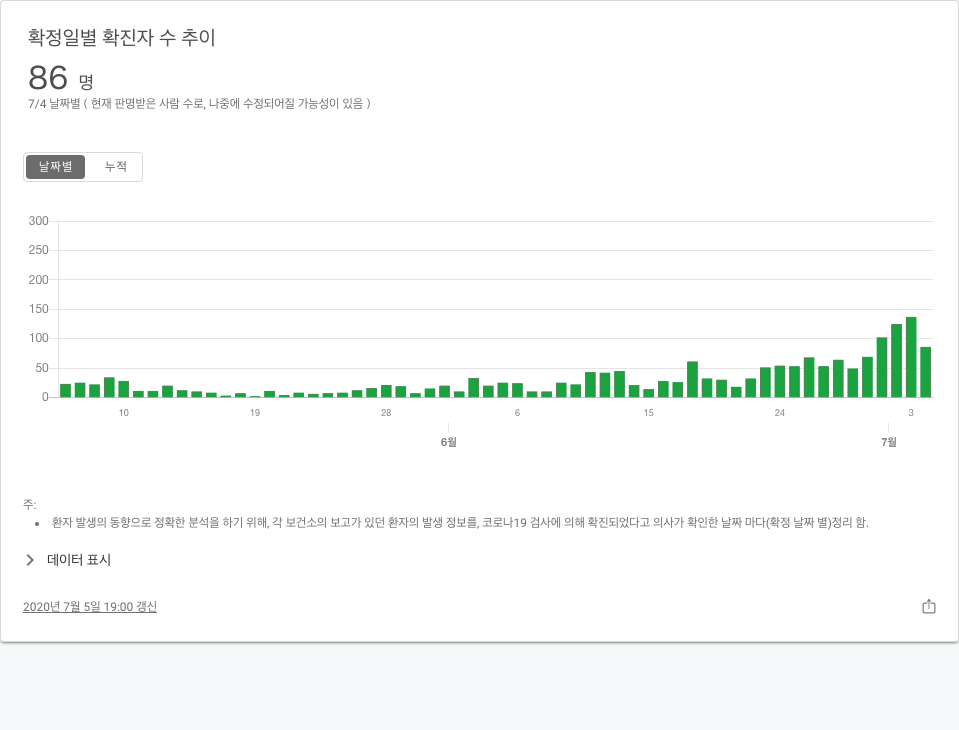 확정일별 확진자 수 추이
86 명
7/4 날짜별 ( 현재 판명받은 사람 수로, 나중에 수정되어질 가능성이 있음 )
날짜별 누적
300
250
200
150
100
50
0
10 19 28 6 15 24 3
6월 7월
주:
• 환자 발생의 동향으로 정확한 분석을 하기 위해, 각 보건소의 보고가 있던 환자의 발생 정보를, 코로나19 검사에 의해 확진되었다고 의사가 확인한 날짜 마다(확정 날짜 별)정리 함.
데이터 표시
2020년 7월 5일 19:00 갱신